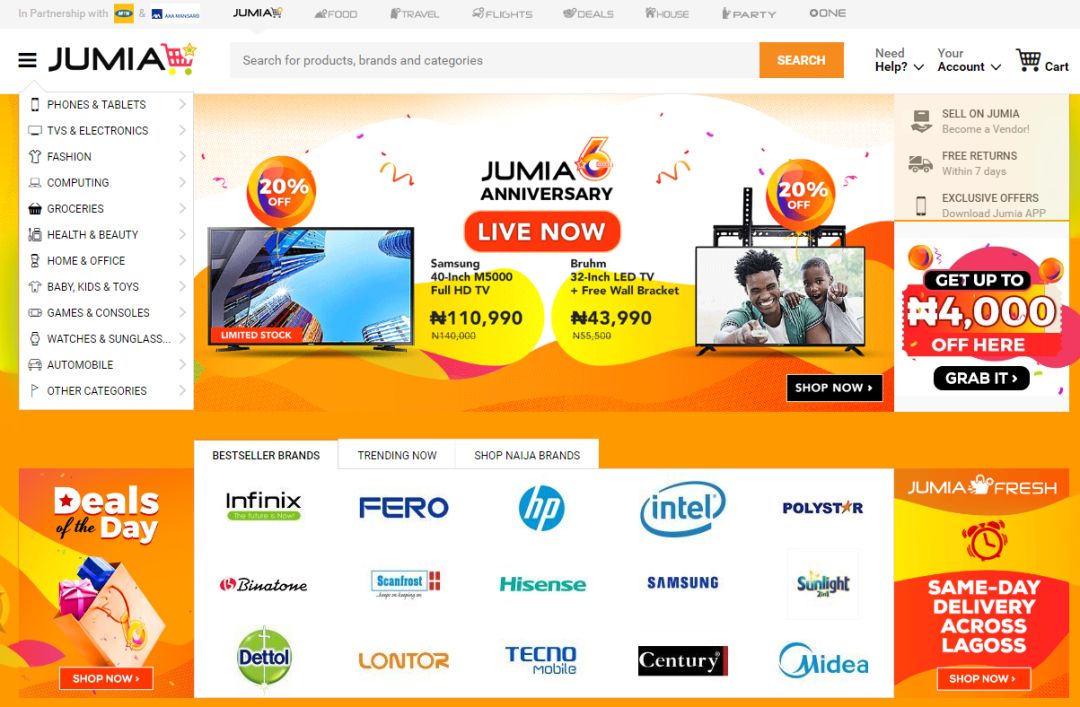 In Partnership with MTN & AXA MANSARD
JUMIA FOOD TRAVEL FLIGHTS DEALS HOUSE PARTY ONE
JUMIA
Search for products, brands and categories
SEARCH
Need
Help?
Your
Account
Cart
PHONES & TABLETS
TVS & ELECTRONICS
FASHION
COMPUTING
GROCERIES
HEALTH & BEAUTY
HOME & OFFICE
BABY, KIDS & TOYS
GAMES & CONSOLES
WATCHES & SUNGLASS...
AUTOMOBILE
OTHER CATEGORIES
20%
OFF
LIMITED STOCK
JUMIA 6
ANNIVERSARY
LIVE NOW
Samsung
40-Inch M5000
Full HD TV
₦110,990
₦140,000
Bruhm
32-Inch LED TV
+ Free Wall Bracket
₦43,990
₦55,500
20%
OFF
SHOP NOW ›
SELL ON JUMIA
Become a Vendor!
FREE RETURNS
Within 7 days
EXCLUSIVE OFFERS
Download Jumia APP
GET UP TO
₦4,000
OFF HERE
GRAB IT ›
Deals
of the Day
SHOP NOW ›
BESTSELLER BRANDS
TRENDING NOW
SHOP NAIJA BRANDS
Infinix
The future is Now!
FERO
hp
intel
POLYSTAR
Binatone
Scanfrost
...keeps on keeping on
Hisense
SAMSUNG
Sunlight
2in1
Dettol
LONTOR
TECNO
mobile
Century
Midea
JUMIA FRESH
SAME-DAY
DELIVERY
ACROSS
LAGOSS
SHOP NOW ›